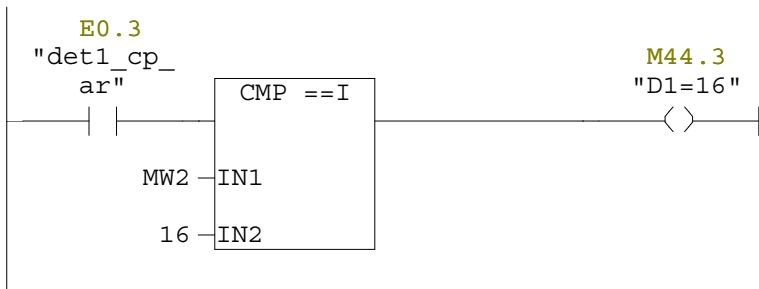 E0.3
"det1_cp_
ar"
CMP ==I
M44.3
"D1=16"
MW2
IN1
16
IN2